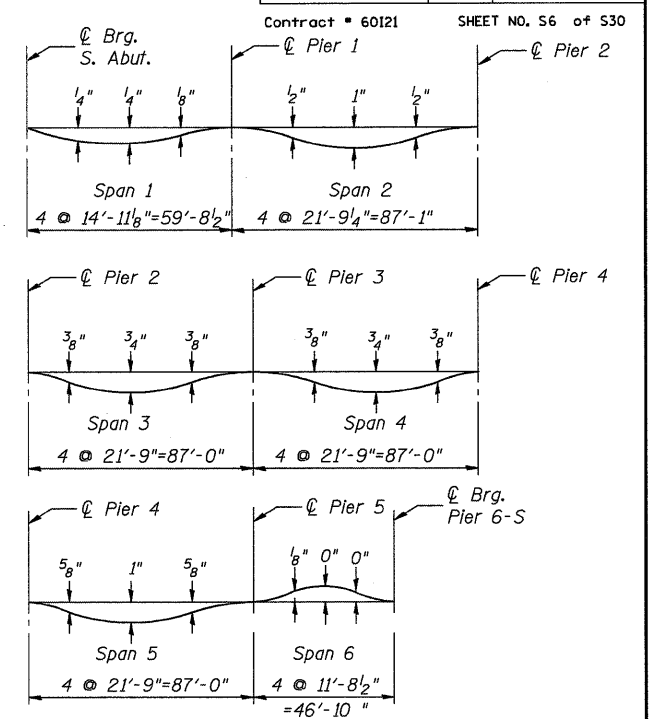 Contract # 60I21 SHEET NO. S6 of S30
℄ Brg.
S. Abut.
℄ Pier 1
℄ Pier 2
1/4" 1/4" 1/8" 1/2" 1" 1/2"
Span 1 Span 2
4 @ 14'-11 1/8"=59'-8 1/2" 4 @ 21'-9 1/4"=87'-1"
℄ Pier 2 ℄ Pier 3 ℄ Pier 4
3/8" 3/4" 3/8" 3/8" 3/4" 3/8"
Span 3 Span 4
4 @ 21'-9"=87'-0" 4 @ 21'-9"=87'-0"
℄ Pier 4 ℄ Pier 5 ℄ Brg.
Pier 6-S
5/8" 1" 5/8" 1/8" 0" 0"
Span 5 Span 6
4 @ 21'-9"=87'-0" 4 @ 11'-8 1/2"
=46'-10 "